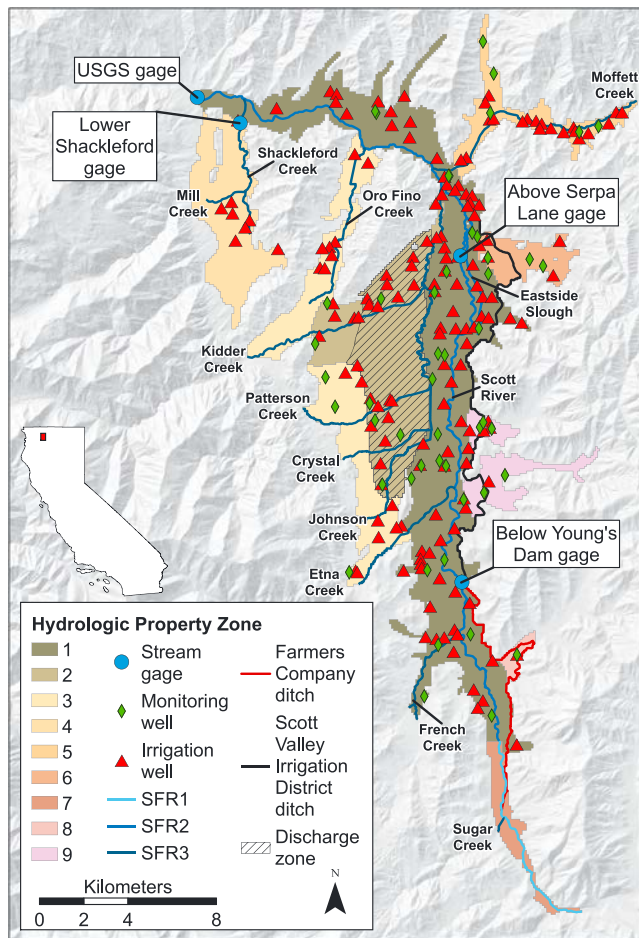 USGS gage
Lower
Shackleford
gage
Shackleford
Creek
Mill
Creek
Oro Fino
Creek
Moffett
Creek
Above Serpa
Lane gage
Eastside
Slough
Kidder
Creek
Scott
River
Patterson
Creek
Crystal
Creek
Johnson
Creek
Etna
Creek
Below Young's
Dam gage
French
Creek
Sugar
Creek
Hydrologic Property Zone
1
2
3
4
5
6
7
8
9
Stream
gage
Monitoring
well
Irrigation
well
SFR1
SFR2
SFR3
Farmers
Company
ditch
Scott
Valley
Irrigation
District
ditch
Discharge
zone
Kilometers
0 2 4 8
N